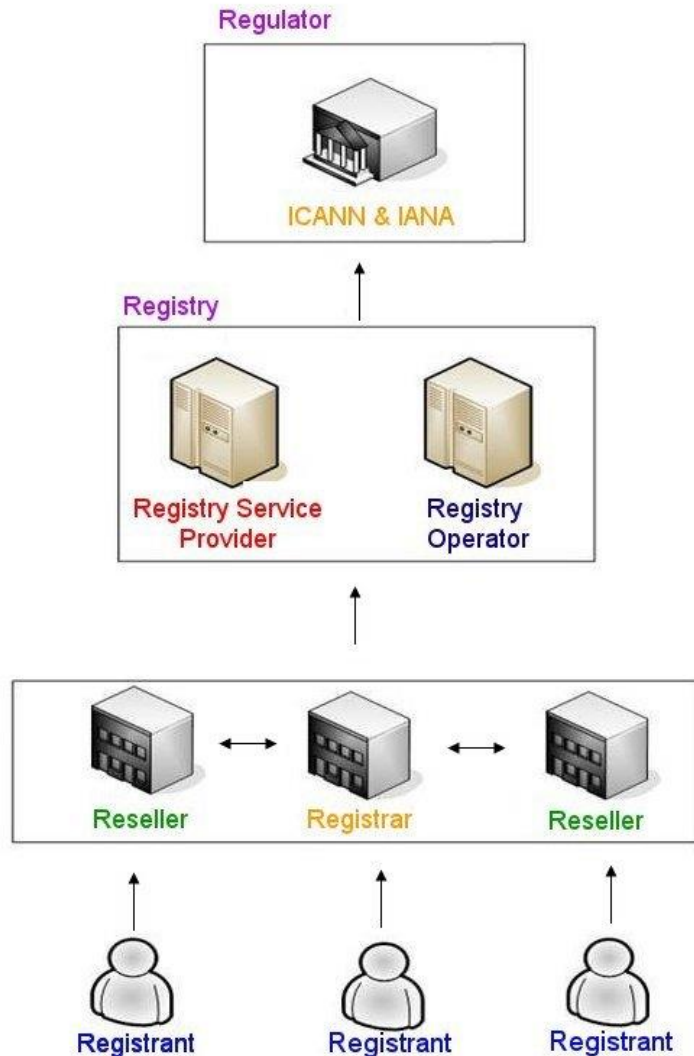 Regulator
ICANN & IANA
Registry
Registry Service
Provider
Registry
Operator
Reseller
Registrar
Reseller
Registrant
Registrant
Registrant